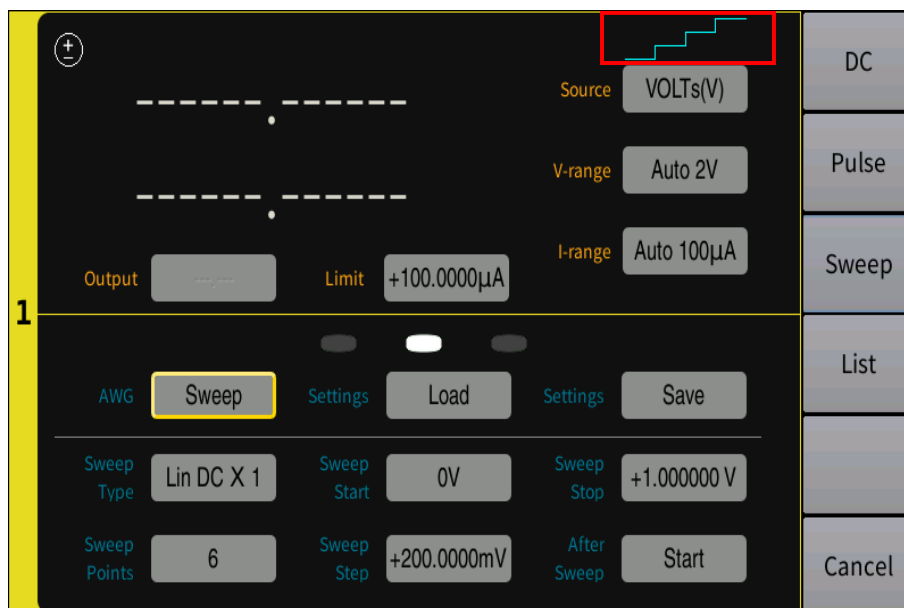 DC
Source
VOLTs(V)
Pulse
V-range
Auto 2V
I-range
Auto 100µA
Sweep
Output
---.---
Limit
+100.0000µA
1
List
AWG
Sweep
Settings
Load
Settings
Save
Sweep
Type
Lin DC X 1
Sweep
Start
0V
Sweep
Stop
+1.000000 V
Sweep
Points
6
Sweep
Step
+200.0000mV
After
Sweep
Start
Cancel